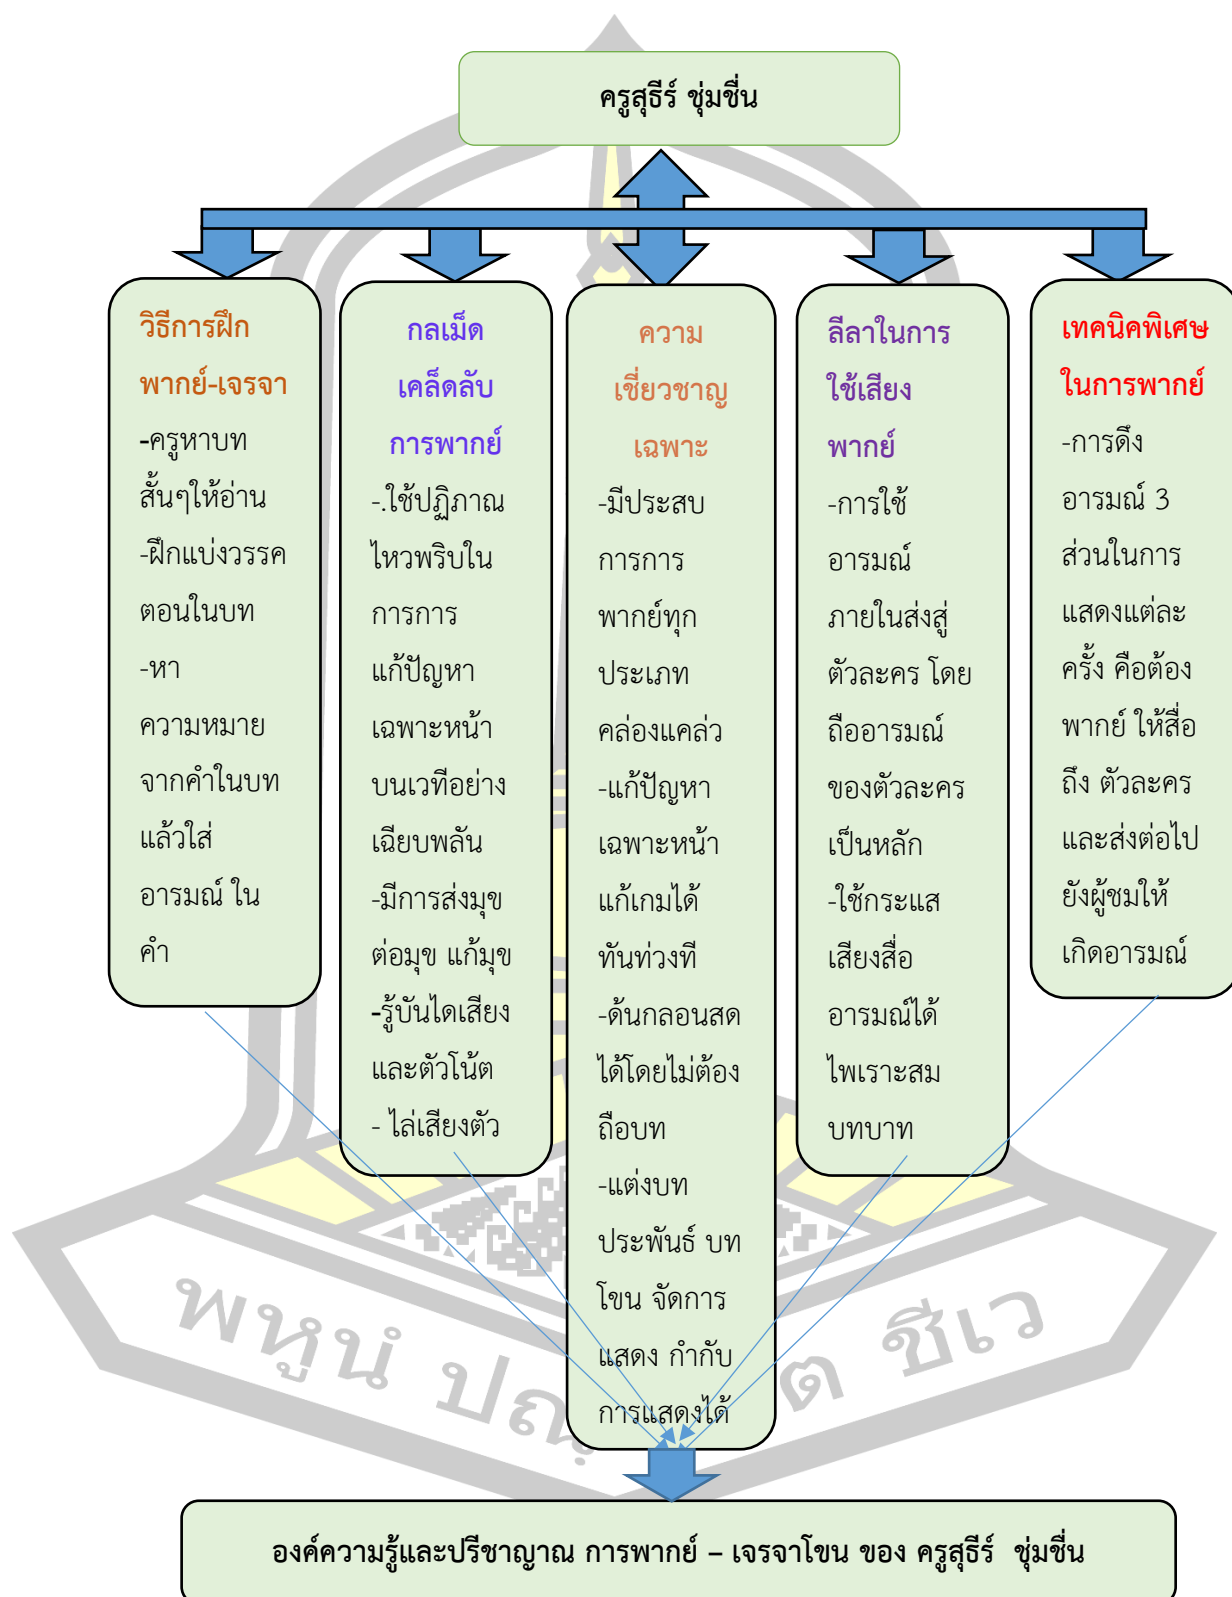 ครูสุธีร์ ชุ่มชื่น
วิธีการฝึก
พากย์-เจรจา
-ครูหาบท
สั้นๆให้อ่าน
-ฝึกแบ่งวรรค
ตอนในบท
-หา
ความหมาย
จากคำในบท
แล้วใส่
อารมณ์ ใน
คำ
กลเม็ด
เคล็ดลับ
การพากย์
-.ใช้ปฏิภาณ
ไหวพริบใน
การการ
แก้ปัญหา
เฉพาะหน้า
บนเวทีอย่าง
เฉียบพลัน
-มีการส่งมุข
ต่อมุข แก้มุข
-รู้บันไดเสียง
และตัวโน้ต
- ไล่เสียงตัว
ความ
เชี่ยวชาญ
เฉพาะ
-มีประสบ
การการ
พากย์ทุก
ประเภท
คล่องแคล่ว
-แก้ปัญหา
เฉพาะหน้า
แก้เกมได้
ทันท่วงที
-ด้นกลอนสด
ได้โดยไม่ต้อง
ถือบท
-แต่งบท
ประพันธ์ บท
โขน จัดการ
แสดง กำกับ
การแสดงได้
ลีลาในการ
ใช้เสียง
พากย์
-การใช้
อารมณ์
ภายในส่งสู่
ตัวละคร โดย
ถืออารมณ์
ของตัวละคร
เป็นหลัก
-ใช้กระแส
เสียงสื่อ
อารมณ์ได้
ไพเราะสม
บทบาท
เทคนิคพิเศษ
ในการพากย์
-การดึง
อารมณ์ 3
ส่วนในการ
แสดงแต่ละ
ครั้ง คือต้อง
พากย์ ให้สื่อ
ถึง ตัวละคร
และส่งต่อไป
ยังผู้ชมให้
เกิดอารมณ์
พหูนํ ปณฺ ต ชีเว
องค์ความรู้และปรีชาญาณ การพากย์ – เจรจาโขน ของ ครูสุธีร์ ชุ่มชื่น